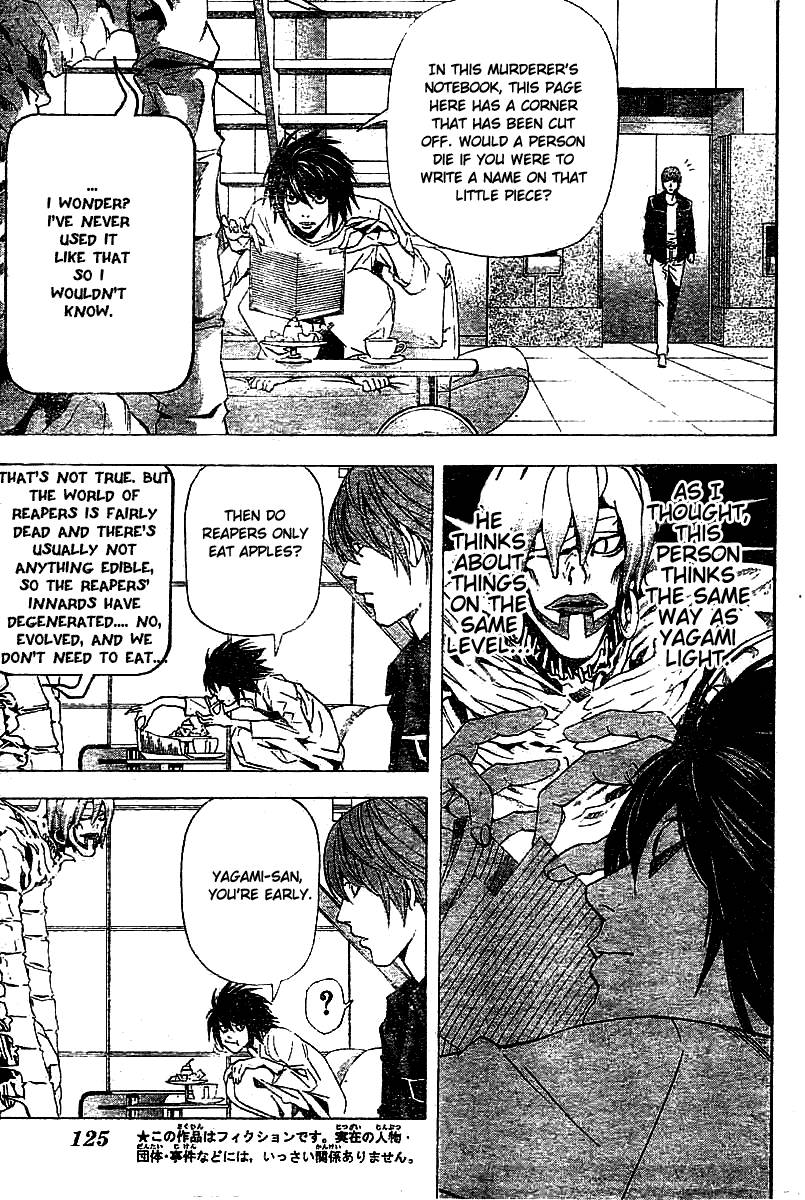 IN THIS MURDERER'S
NOTEBOOK, THIS PAGE
HERE HAS A CORNER
THAT HAS BEEN CUT
OFF. WOULD A PERSON
DIE IF YOU WERE TO
WRITE A NAME ON THAT
LITTLE PIECE?
...
I WONDER?
I'VE NEVER
USED IT
LIKE THAT
SO I
WOULDN'T
KNOW.
AS I
THOUGHT,
THIS
PERSON
THINKS
THE SAME
WAY AS
YAGAMI
LIGHT.
HE
THINKS
ABOUT
THINGS
ON THE
SAME
LEVEL...
THEN DO
REAPERS ONLY
EAT APPLES?
THAT'S NOT TRUE. BUT
THE WORLD OF
REAPERS IS FAIRLY
DEAD AND THERE'S
USUALLY NOT
ANYTHING EDIBLE,
SO THE REAPERS'
INNARDS HAVE
DEGENERATED.... NO,
EVOLVED, AND WE
DON'T NEED TO EAT...
YAGAMI-SAN,
YOU'RE EARLY.
?
125
★この作品はフィクションです。実在の人物・
団体・事件などには、いっさい関係ありません。